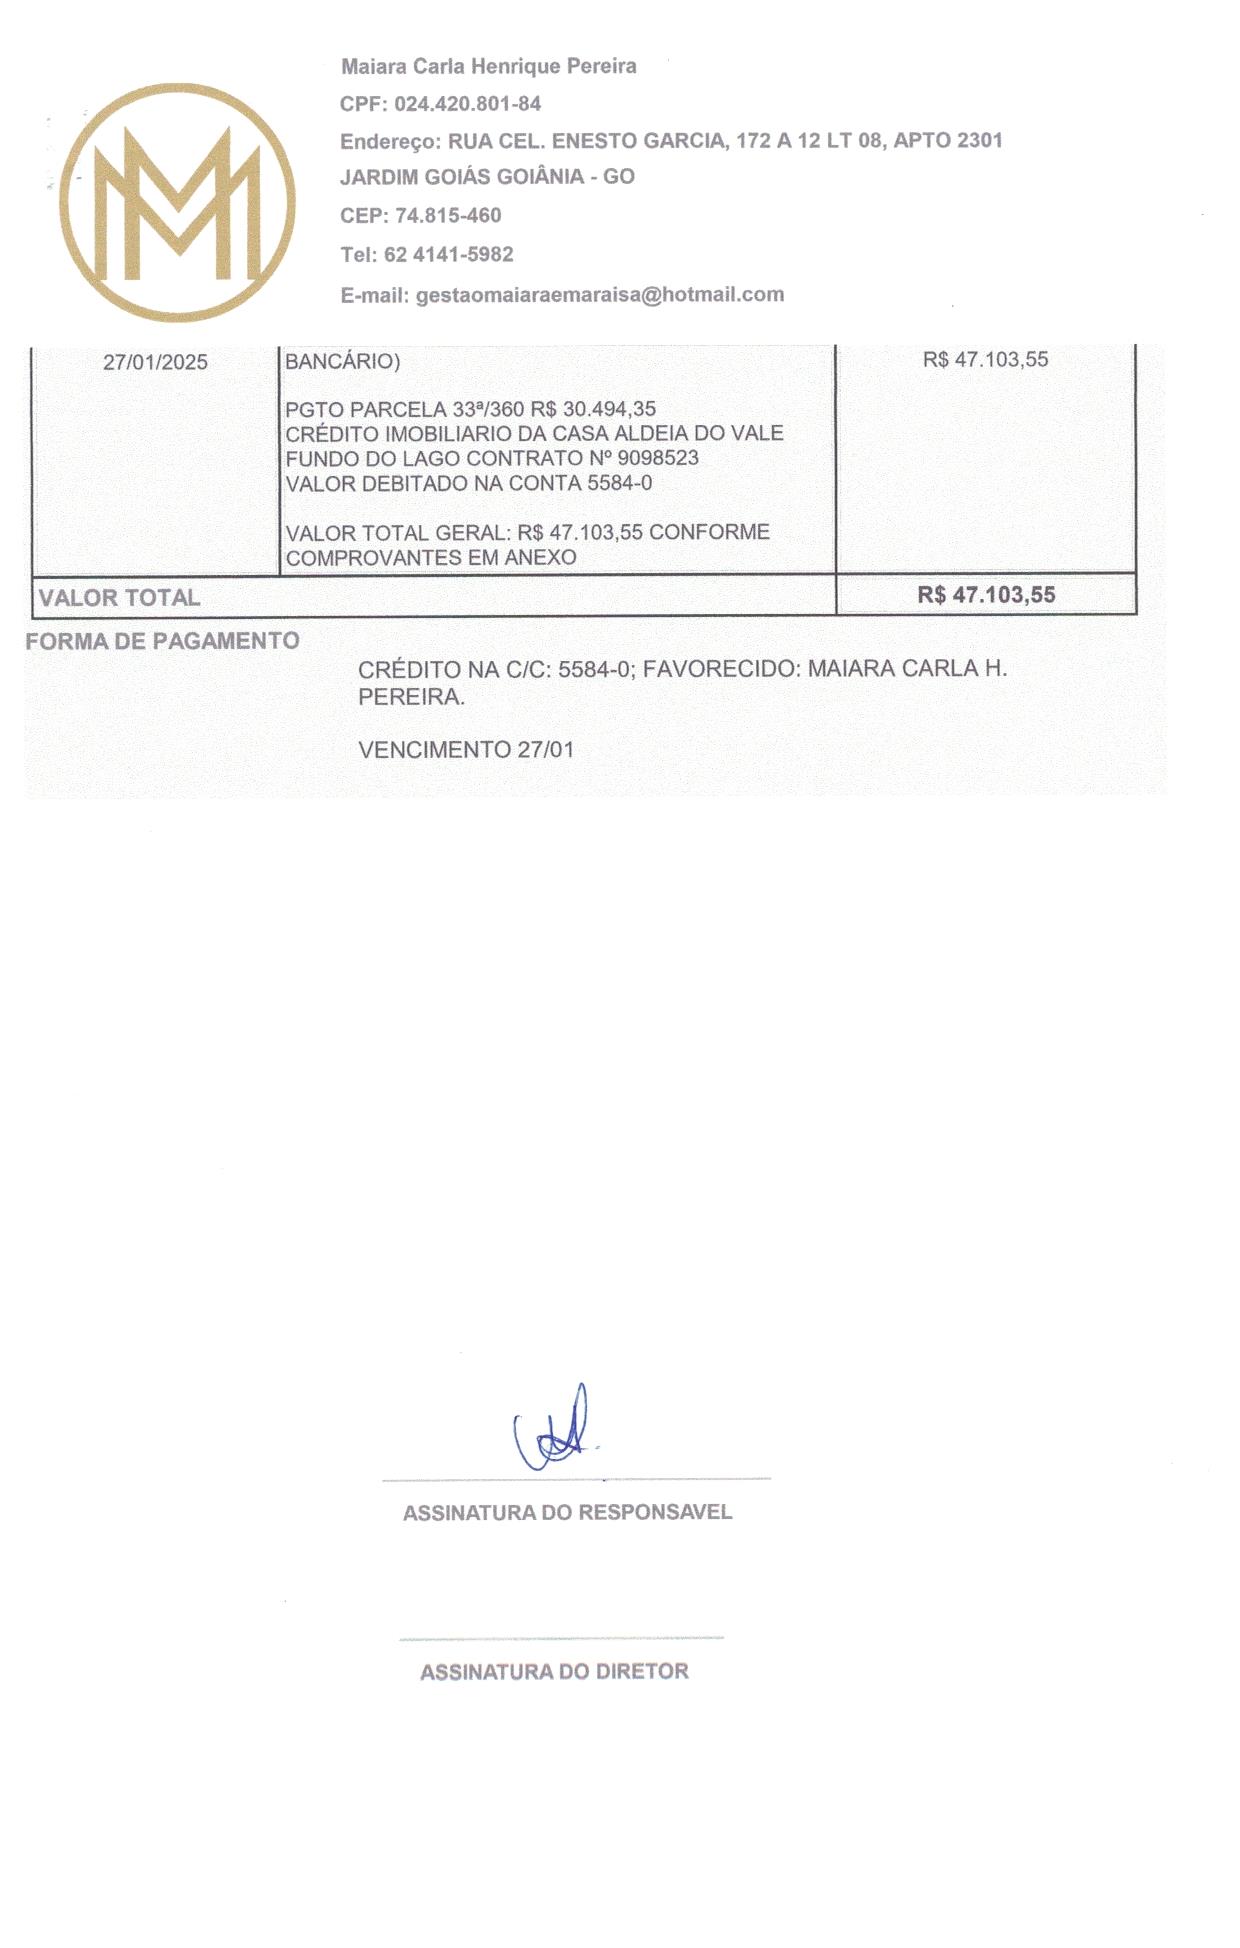 Maiara Carla Henrique Pereira
CPF: 024.420.801-84
Endereço: RUA CEL. ENESTO GARCIA, 172 A 12 LT 08, APTO 2301
JARDIM GOIÁS GOIÂNIA - GO
CEP: 74.815-460
Tel: 62 4141-5982
E-mail: gestaomaiaraemaraisa@hotmail.com
27/01/2025 BANCÁRIO) R$ 47.103,55
PGTO PARCELA 33ª/360 R$ 30.494,35
CRÉDITO IMOBILIARIO DA CASA ALDEIA DO VALE
FUNDO DO LAGO CONTRATO Nº 9098523
VALOR DEBITADO NA CONTA 5584-0
VALOR TOTAL GERAL: R$ 47.103,55 CONFORME
COMPROVANTES EM ANEXO
VALOR TOTAL R$ 47.103,55
FORMA DE PAGAMENTO
CRÉDITO NA C/C: 5584-0; FAVORECIDO: MAIARA CARLA H.
PEREIRA.
VENCIMENTO 27/01
ASSINATURA DO RESPONSAVEL
ASSINATURA DO DIRETOR